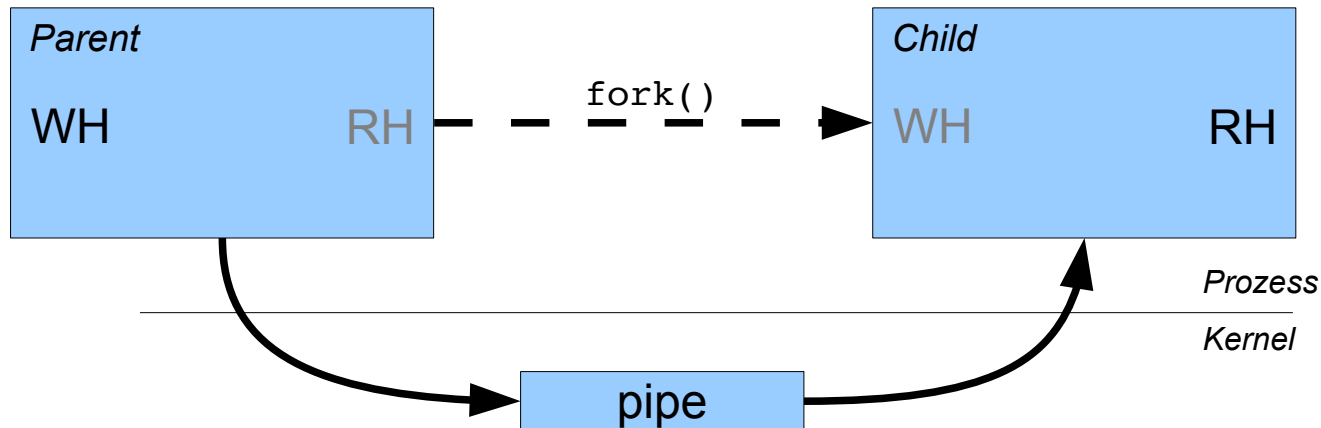 Parent
Child
fork()
WH
RH
WH
RH
Prozess
Kernel
pipe